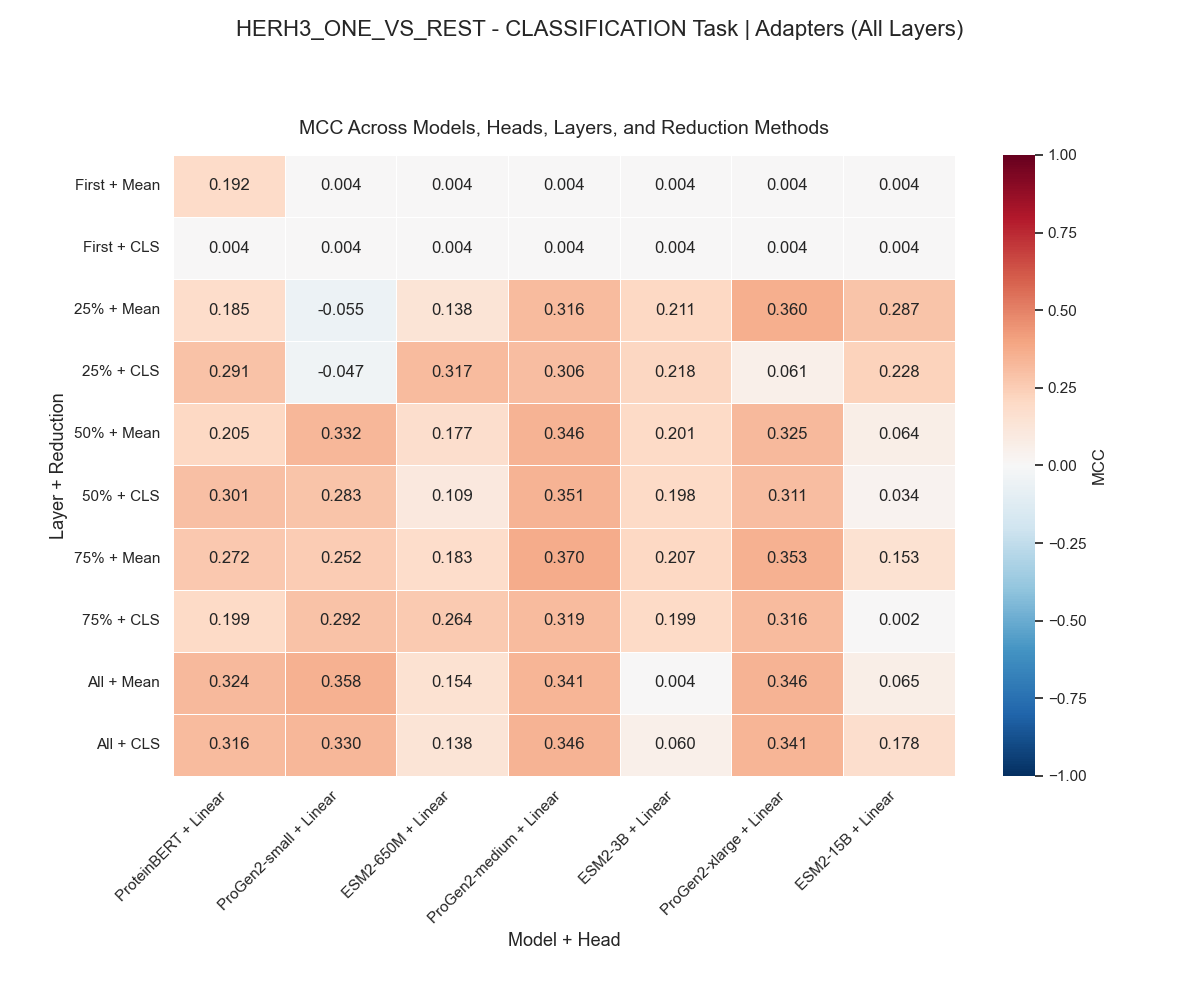 HERH3_ONE_VS_REST - CLASSIFICATION Task | Adapters (All Layers)
MCC Across Models, Heads, Layers, and Reduction Methods
Layer + Reduction
First + Mean 0.192 0.004 0.004 0.004 0.004 0.004 0.004
First + CLS 0.004 0.004 0.004 0.004 0.004 0.004 0.004
25% + Mean 0.185 -0.055 0.138 0.316 0.211 0.360 0.287
25% + CLS 0.291 -0.047 0.317 0.306 0.218 0.061 0.228
50% + Mean 0.205 0.332 0.177 0.346 0.201 0.325 0.064
50% + CLS 0.301 0.283 0.109 0.351 0.198 0.311 0.034
75% + Mean 0.272 0.252 0.183 0.370 0.207 0.353 0.153
75% + CLS 0.199 0.292 0.264 0.319 0.199 0.316 0.002
All + Mean 0.324 0.358 0.154 0.341 0.004 0.346 0.065
All + CLS 0.316 0.330 0.138 0.346 0.060 0.341 0.178
ProteinBERT + Linear
ProGen2-small + Linear
ESM2-650M + Linear
ProGen2-medium + Linear
ESM2-3B + Linear
ProGen2-xlarge + Linear
ESM2-15B + Linear
Model + Head
1.00
0.75
0.50
0.25
0.00
−0.25
−0.50
−0.75
−1.00
MCC